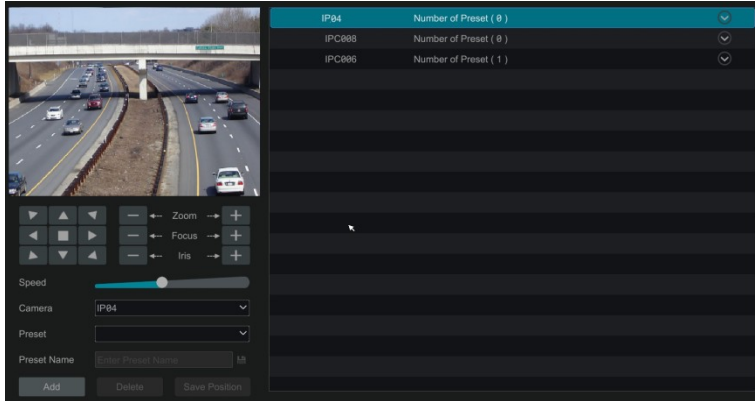 IP04 Number of Preset ( 0 )
IPC008 Number of Preset ( 0 )
IPC006 Number of Preset ( 1 )
Zoom
Focus
Iris
Speed
Camera IP04
Preset
Preset Name Enter Preset Name
Add Delete Save Position